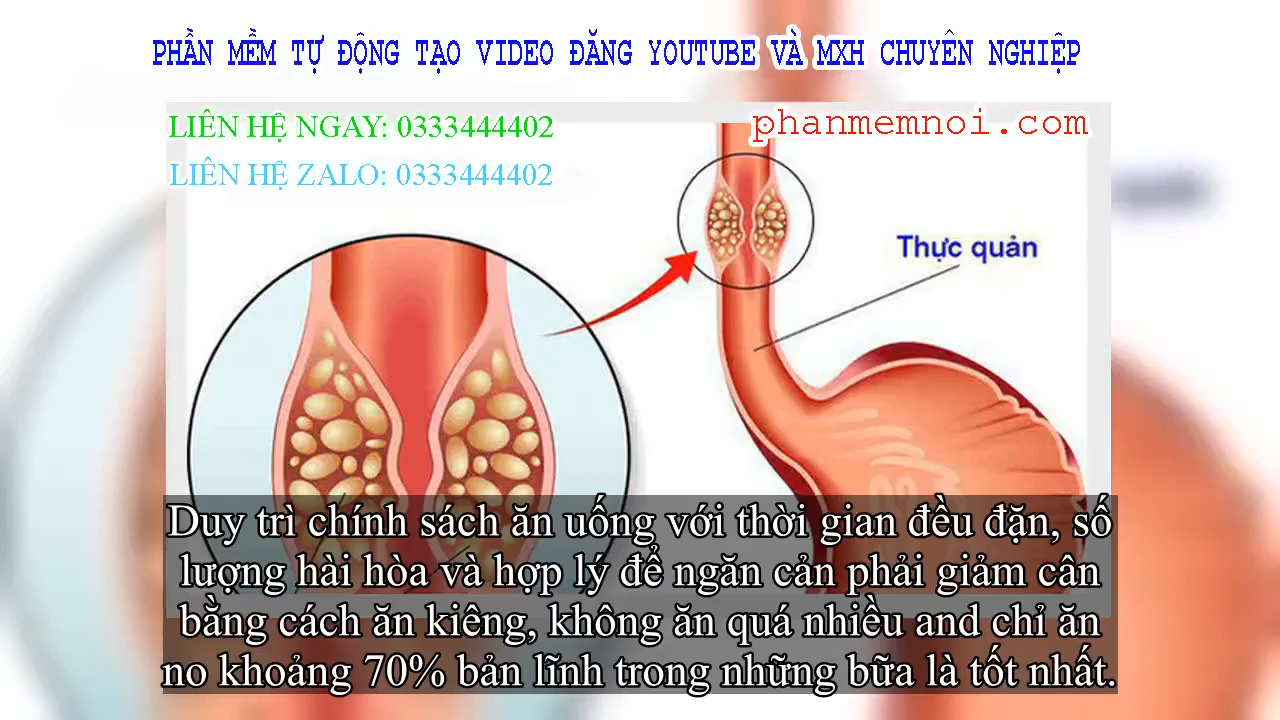 PHẦN MỀM TỰ ĐỘNG TẠO VIDEO ĐĂNG YOUTUBE VÀ MXH CHUYÊN NGHIỆP
LIÊN HỆ NGAY: 0333444402
phanmemnoi.com
LIÊN HỆ ZALO: 0333444402
Thực quản
Duy trì chính sách ăn uống với thời gian đều đặn, số
lượng hài hòa và hợp lý để ngăn cản phải giảm cân
bằng cách ăn kiêng, không ăn quá nhiều and chỉ ăn
no khoảng 70% bản lĩnh trong những bữa là tốt nhất.